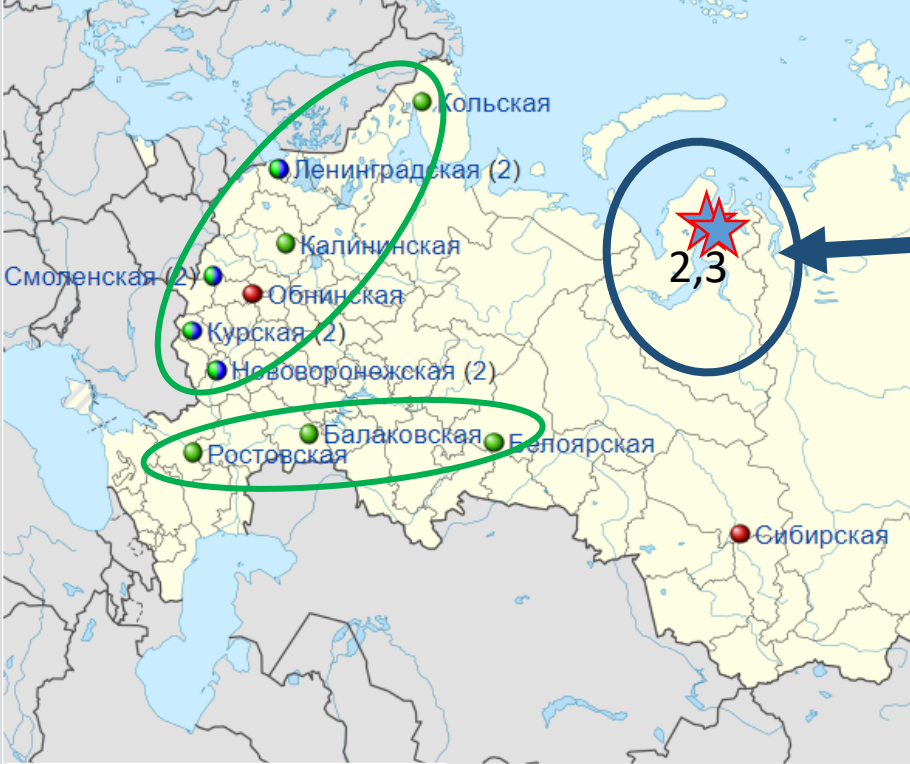 Кольская
Ленинградская (2)
Калининская
Смоленская (2)
Обнинская
2,3
Курская (2)
Нововоронежская (2)
Балаковская
Белоярская
Ростовская
Сибирская